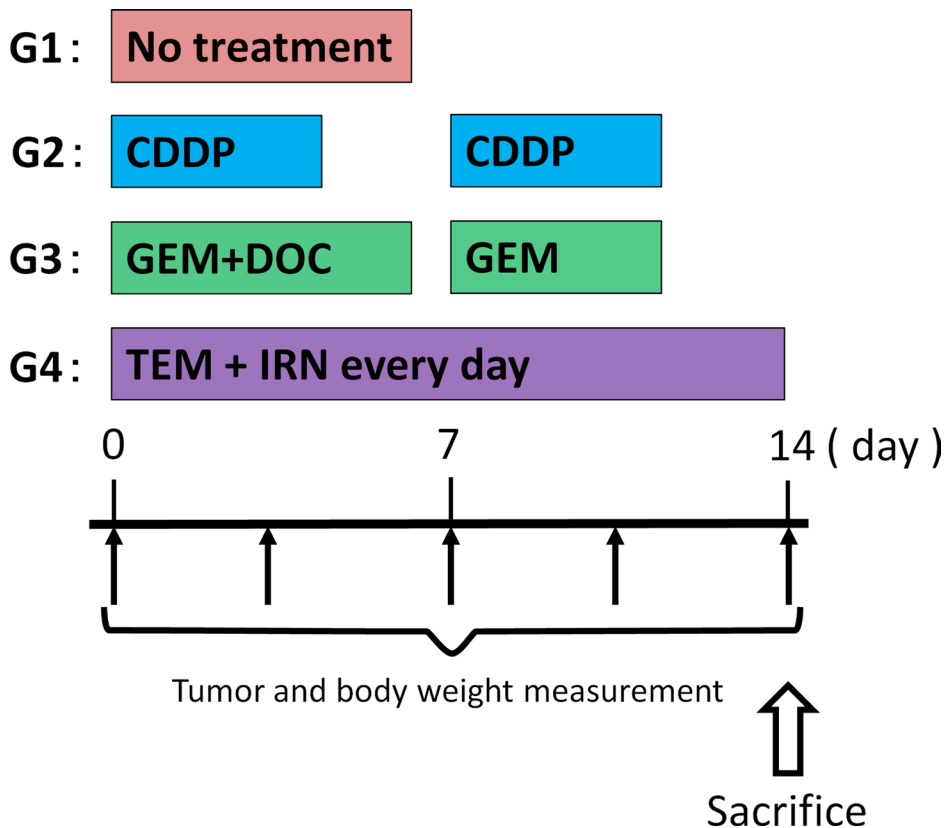 G1: No treatment
G2: CDDP CDDP
G3: GEM+DOC GEM
G4: TEM + IRN every day
0 7 14 ( day )
Tumor and body weight measurement
Sacrifice